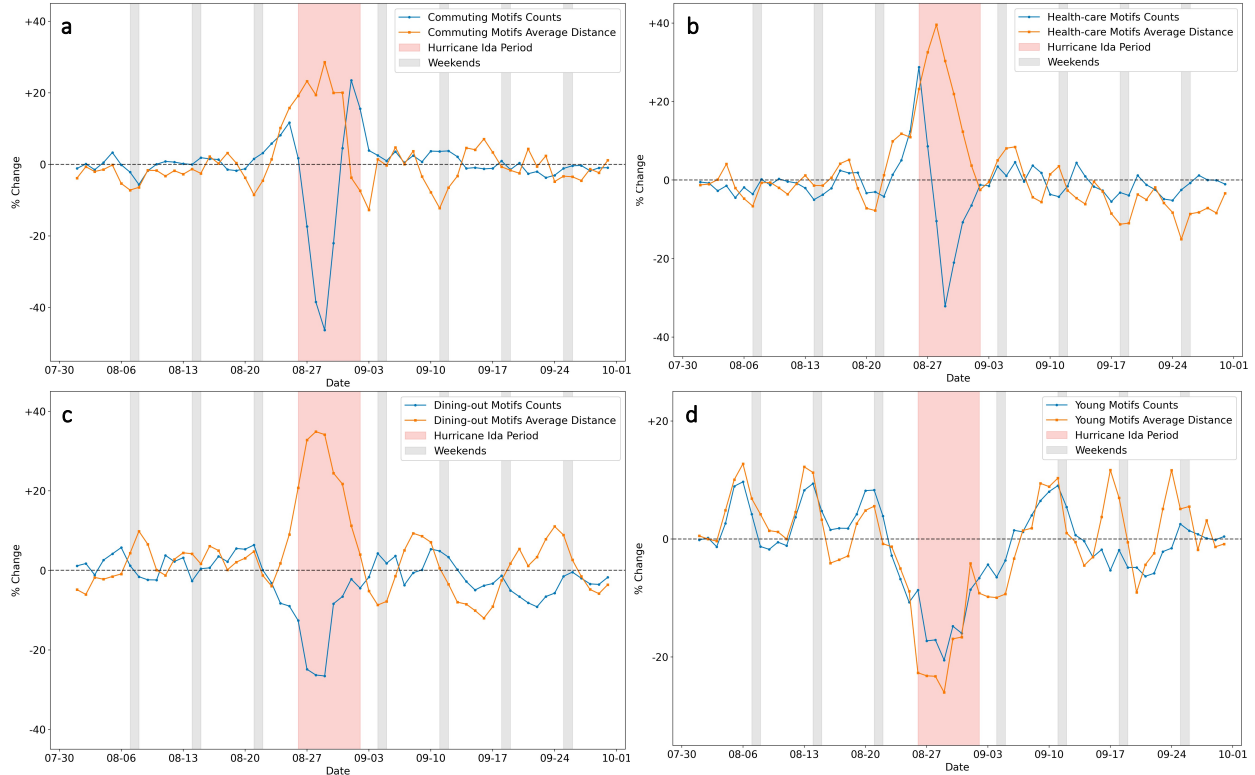 a
Commuting Motifs Counts
Commuting Motifs Average Distance
Hurricane Ida Period
Weekends
+40
+20
0
-20
-40
% Change
07-30 08-06 08-13 08-20 08-27 09-03 09-10 09-17 09-24 10-01
Date
b
Health-care Motifs Counts
Health-care Motifs Average Distance
Hurricane Ida Period
Weekends
+40
+20
0
-20
-40
% Change
07-30 08-06 08-13 08-20 08-27 09-03 09-10 09-17 09-24 10-01
Date
c
Dining-out Motifs Counts
Dining-out Motifs Average Distance
Hurricane Ida Period
Weekends
+40
+20
0
-20
-40
% Change
07-30 08-06 08-13 08-20 08-27 09-03 09-10 09-17 09-24 10-01
Date
d
Young Motifs Counts
Young Motifs Average Distance
Hurricane Ida Period
Weekends
+20
0
-20
% Change
07-30 08-06 08-13 08-20 08-27 09-03 09-10 09-17 09-24 10-01
Date